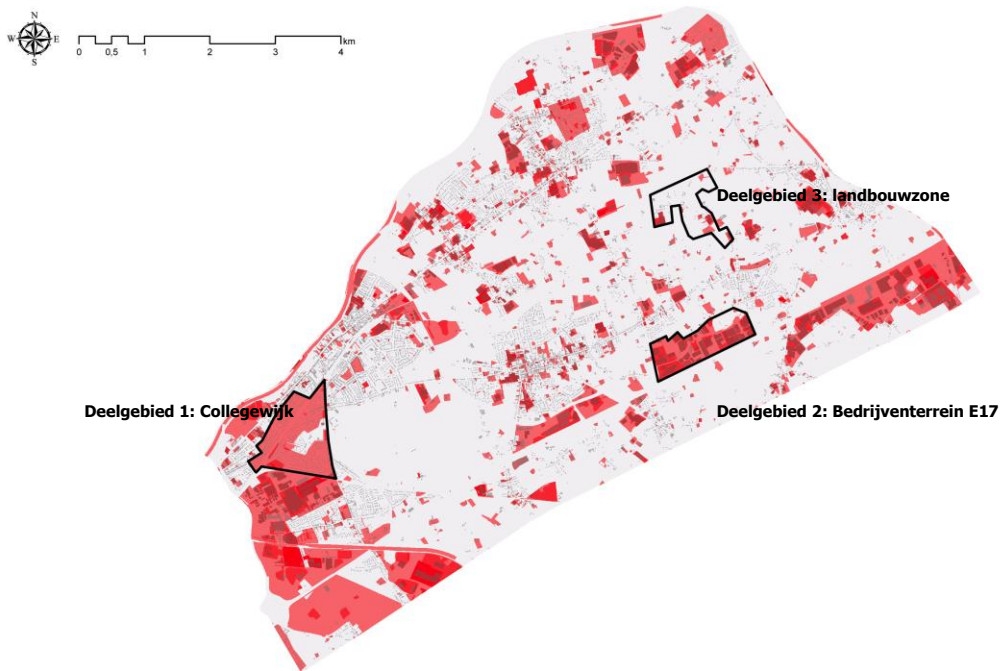 N
W E
S
0 0,5 1 2 3 4 km
Deelgebied 3: landbouwzone
Deelgebied 1: Collegewijk
Deelgebied 2: Bedrijventerrein E17